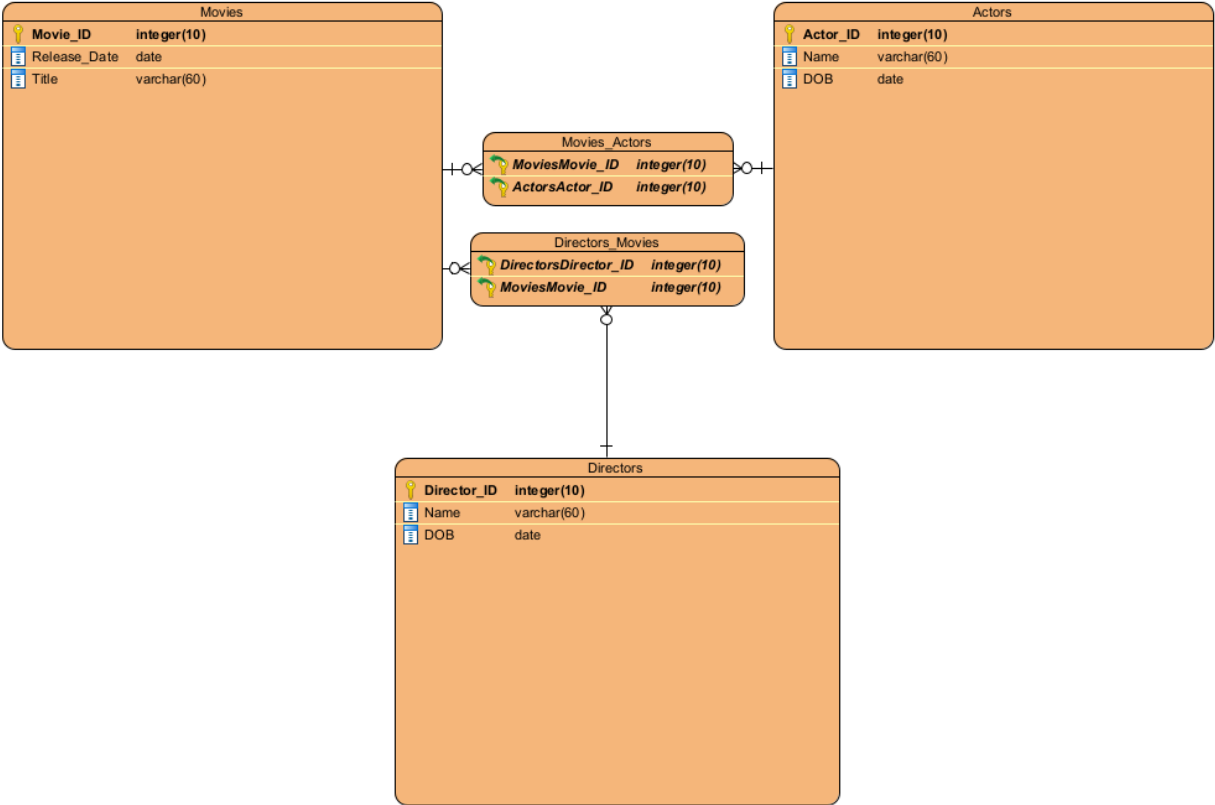 Movies
Movie_ID integer(10)
Release_Date date
Title varchar(60)
Actors
Actor_ID integer(10)
Name varchar(60)
DOB date
Movies_Actors
MoviesMovie_ID integer(10)
ActorsActor_ID integer(10)
Directors_Movies
DirectorsDirector_ID integer(10)
MoviesMovie_ID integer(10)
Directors
Director_ID integer(10)
Name varchar(60)
DOB date